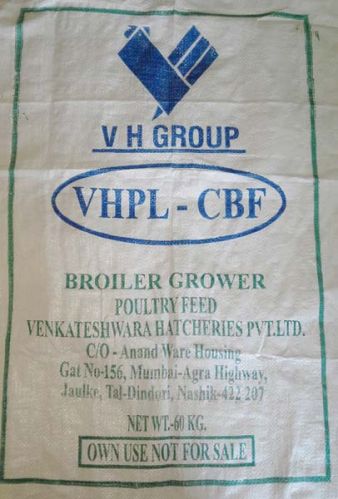 V H GROUP
VHPL - CBF
BROILER GROWER
POULTRY FEED
VENKATESHWARA HATCHERIES PVT.LTD.
C/O - Anand Ware Housing
Gat No-156, Mumbai-Agra Highway,
Jaulke, Tal-Dindori, Nashik-422 207
NET WT.-60 KG.
OWN USE NOT FOR SALE